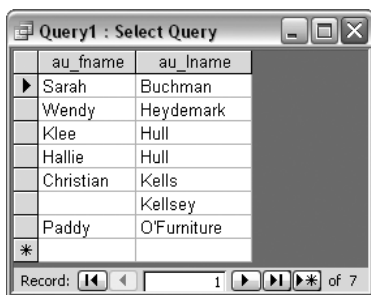 Query1 : Select Query
au_fname au_lname
Sarah Buchman
Wendy Heydemark
Klee Hull
Hallie Hull
Christian Kells
Kellsey
Paddy O'Furniture
Record: 1 of 7